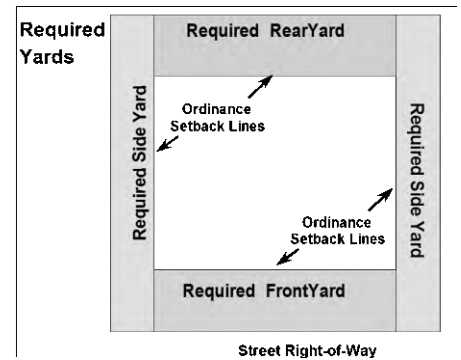 Required
Yards
Required RearYard
Ordinance
Setback Lines
Required Side Yard
Required Side Yard
Ordinance
Setback Lines
Required FrontYard
Street Right-of-Way